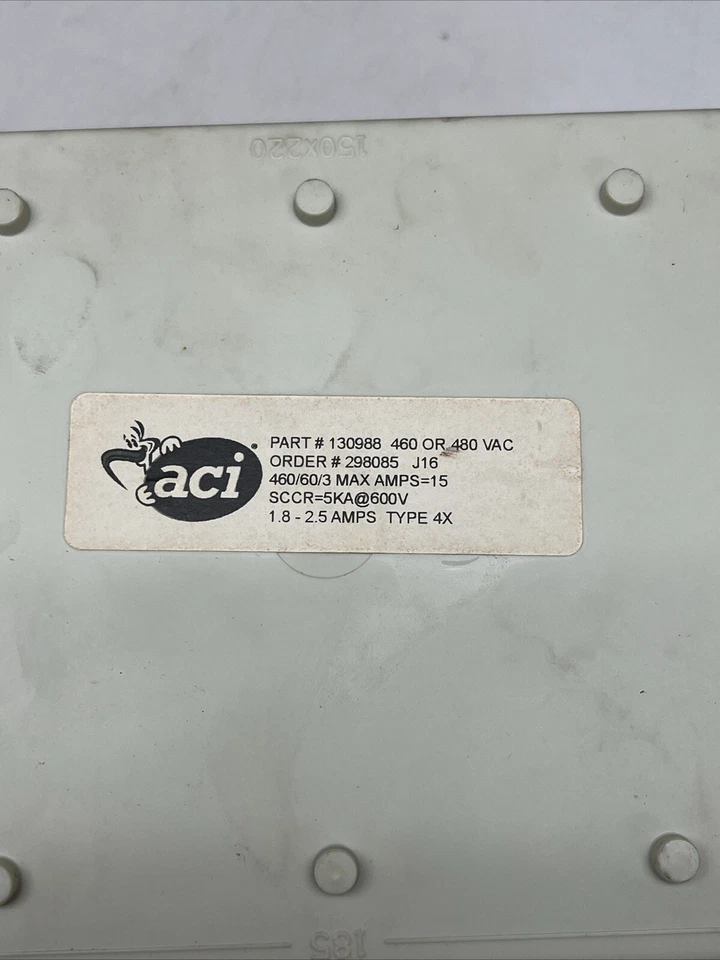 150X220
aci
PART # 130988 460 OR 480 VAC
ORDER # 298085 J16
460/60/3 MAX AMPS=15
SCCR=5KA@600V
1.8 - 2.5 AMPS TYPE 4X
185